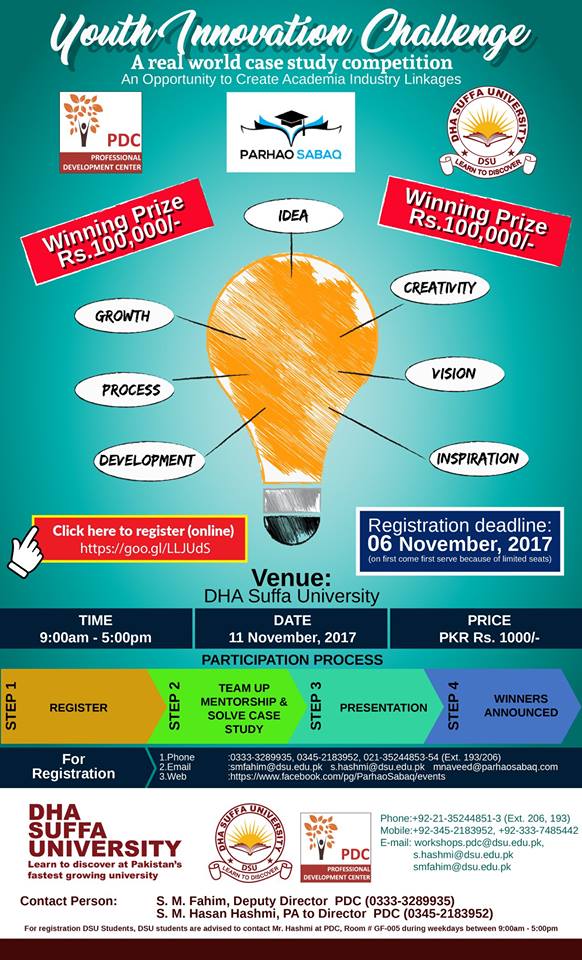 Youth Innovation Challenge
A real world case study competition
An Opportunity to Create Academia Industry Linkages
PDC
PROFESSIONAL
DEVELOPMENT CENTER
PARHAO SABAQ
DHA SUFFA UNIVERSITY
DSU
LEARN TO DISCOVER
Winning Prize
Rs.100,000/-
Winning Prize
Rs.100,000/-
IDEA
CREATIVITY
GROWTH
VISION
PROCESS
DEVELOPMENT
INSPIRATION
Click here to register (online)
https://goo.gl/LLJUdS
Registration deadline:
06 November, 2017
(on first come first serve because of limited seats)
Venue:
DHA Suffa University
TIME
9:00am - 5:00pm
DATE
11 November, 2017
PRICE
PKR Rs. 1000/-
PARTICIPATION PROCESS
STEP 1
REGISTER
STEP 2
TEAM UP
MENTORSHIP &
SOLVE CASE
STUDY
STEP 3
PRESENTATION
STEP 4
WINNERS
ANNOUNCED
For
Registration
1.Phone :0333-3289935, 0345-2183952, 021-35244853-54 (Ext. 193/206)
2.Email :smfahim@dsu.edu.pk s.hashmi@dsu.edu.pk mnaveed@parhaosabaq.com
3.Web :https://www.facebook.com/pg/ParhaoSabaq/events
DHA
SUFFA
UNIVERSITY
Learn to discover at Pakistan's
fastest growing university
DHA SUFFA UNIVERSITY
DSU
LEARN TO DISCOVER
PDC
PROFESSIONAL
DEVELOPMENT CENTER
Phone:+92-21-35244851-3 (Ext. 206, 193)
Mobile:+92-345-2183952, +92-333-7485442
E-mail: workshops.pdc@dsu.edu.pk,
s.hashmi@dsu.edu.pk
smfahim@dsu.edu.pk
Contact Person: S. M. Fahim, Deputy Director PDC (0333-3289935)
S. M. Hasan Hashmi, PA to Director PDC (0345-2183952)
For registration DSU Students, DSU students are advised to contact Mr. Hashmi at PDC, Room # GF-005 during weekdays between 9:00am - 5:00pm